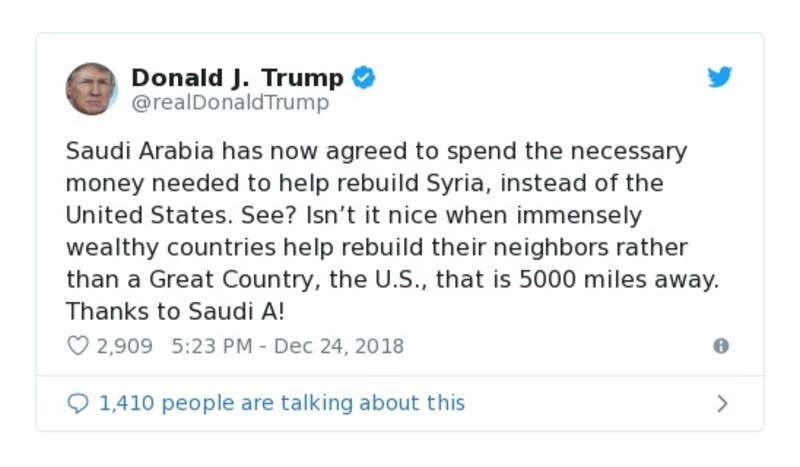 Donald J. Trump
@realDonaldTrump
Saudi Arabia has now agreed to spend the necessary
money needed to help rebuild Syria, instead of the
United States. See? Isn’t it nice when immensely
wealthy countries help rebuild their neighbors rather
than a Great Country, the U.S., that is 5000 miles away.
Thanks to Saudi A!
2,909 5:23 PM - Dec 24, 2018
1,410 people are talking about this